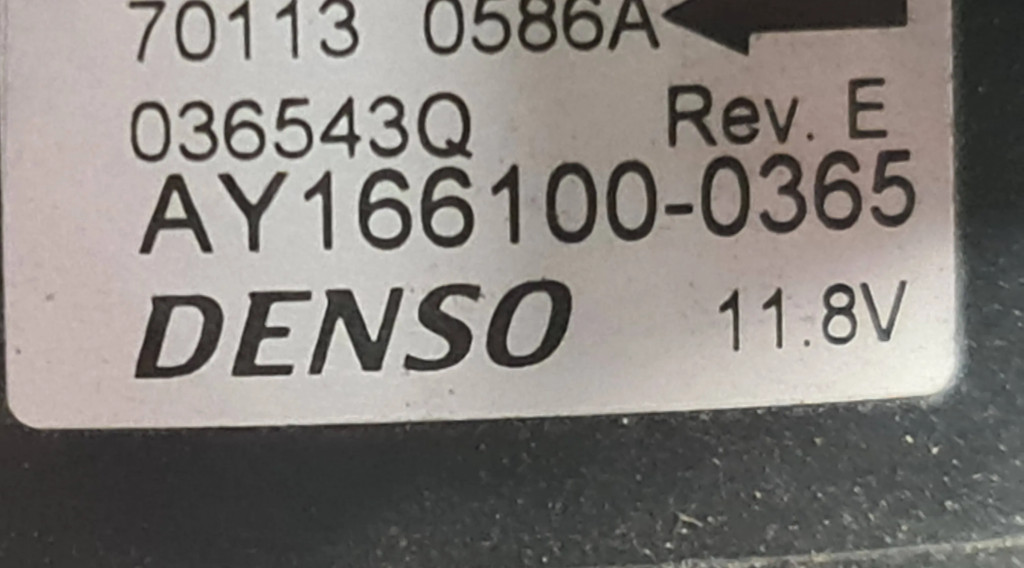 70113 0586A
036543Q Rev. E
AY166100-0365
DENSO 11.8V